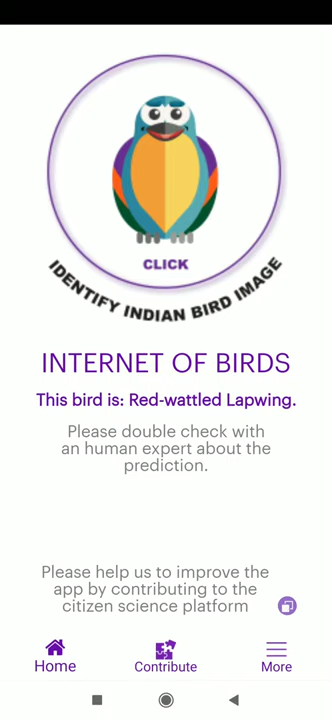 CLICK
IDENTIFY INDIAN BIRD IMAGE
INTERNET OF BIRDS
This bird is: Red-wattled Lapwing.
Please double check with
an human expert about the
prediction.
Please help us to improve the
app by contributing to the
citizen science platform
Home
Contribute
More